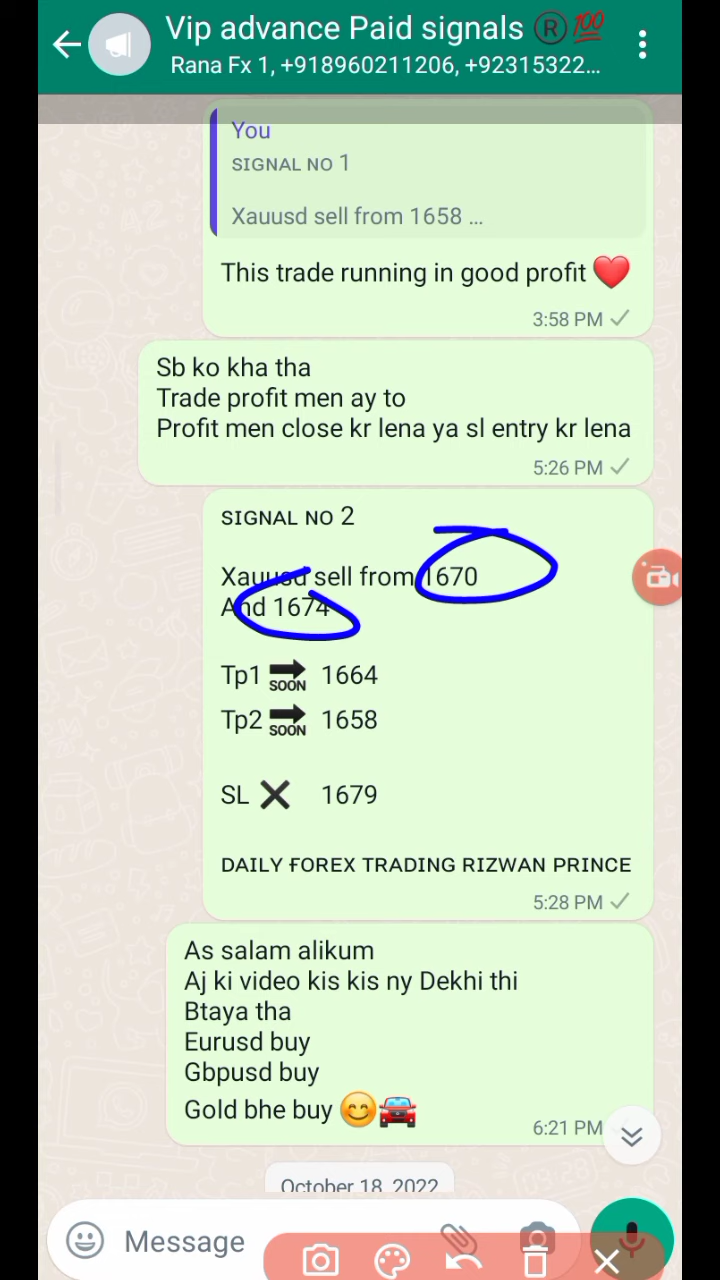 Vip advance Paid signals ®️💯
Rana Fx 1, +918960211206, +92315322...
You
SIGNAL NO 1
Xauusd sell from 1658 ...
This trade running in good profit ❤️
3:58 PM
Sb ko kha tha
Trade profit men ay to
Profit men close kr lena ya sl entry kr lena
5:26 PM
SIGNAL NO 2
Xauusd sell from 1670
And 1674
Tp1 🔜 1664
Tp2 🔜 1658
SL ✖️ 1679
DAILY FOREX TRADING RIZWAN PRINCE
5:28 PM
As salam alikum
Aj ki video kis kis ny Dekhi thi
Btaya tha
Eurusd buy
Gbpusd buy
Gold bhe buy 😊🚘
6:21 PM
October 18, 2022
Message